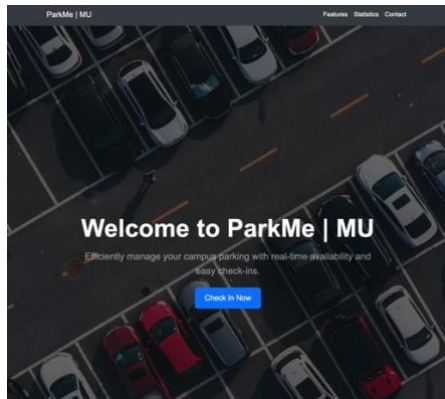 ParkMe | MU
Features Statistics Contact
Welcome to ParkMe | MU
Efficiently manage your campus parking with real-time availability and
easy check-ins.
Check In Now